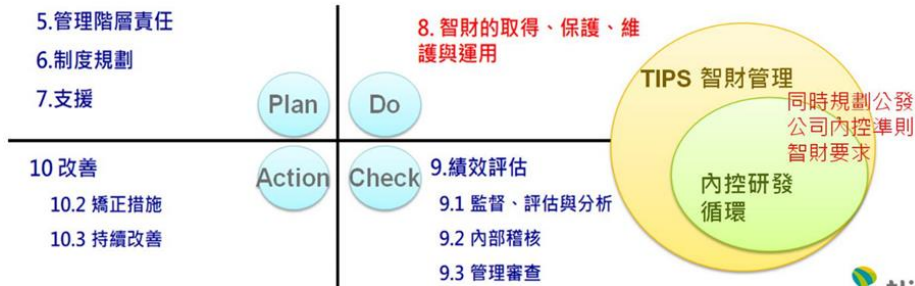 5.管理階層責任
6.制度規劃
7.支援
Plan
8. 智財的取得、保護、維
護與運用
Do
10 改善
10.2 矯正措施
10.3 持續改善
Action
Check
9.績效評估
9.1 監督、評估與分析
9.2 內部稽核
9.3 管理審查
TIPS 智財管理
同時規劃公發
公司內控準則
智財要求
內控研發
循環